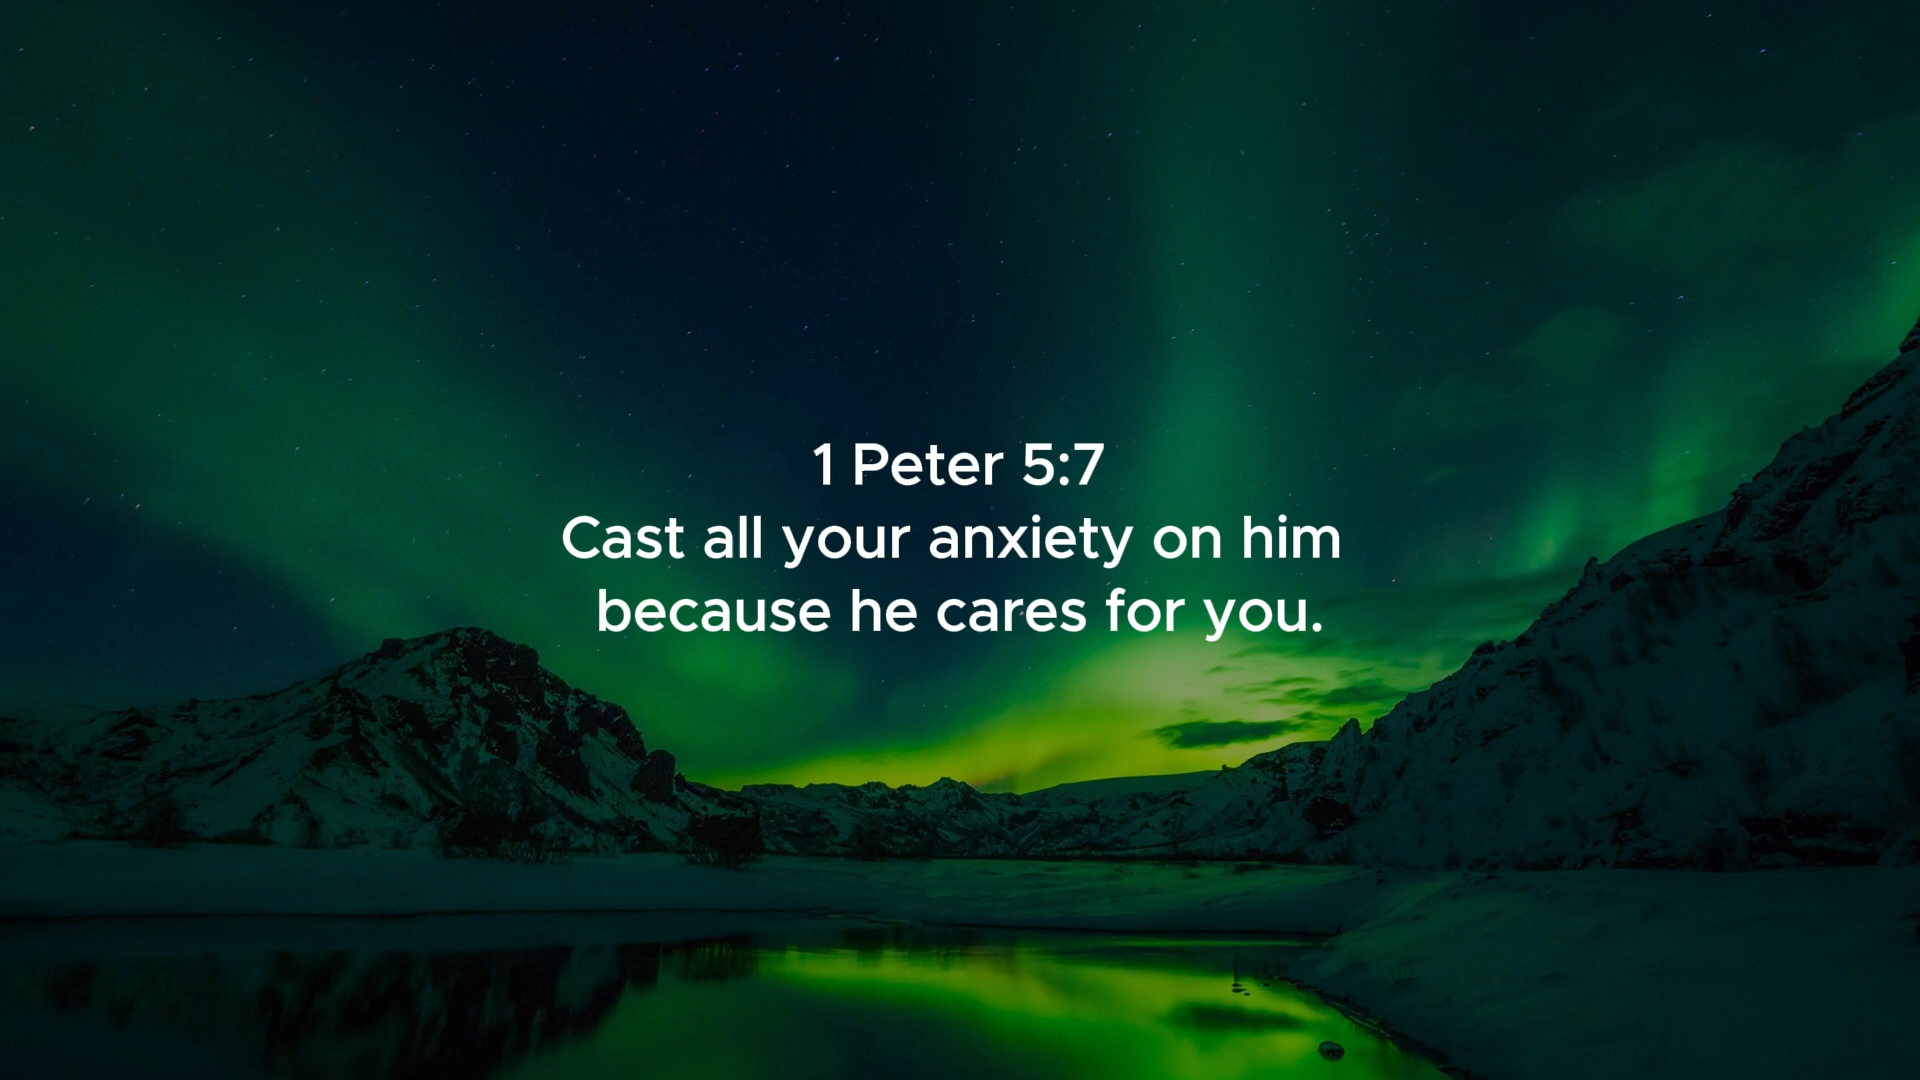 1 Peter 5:7
Cast all your anxiety on him
because he cares for you.